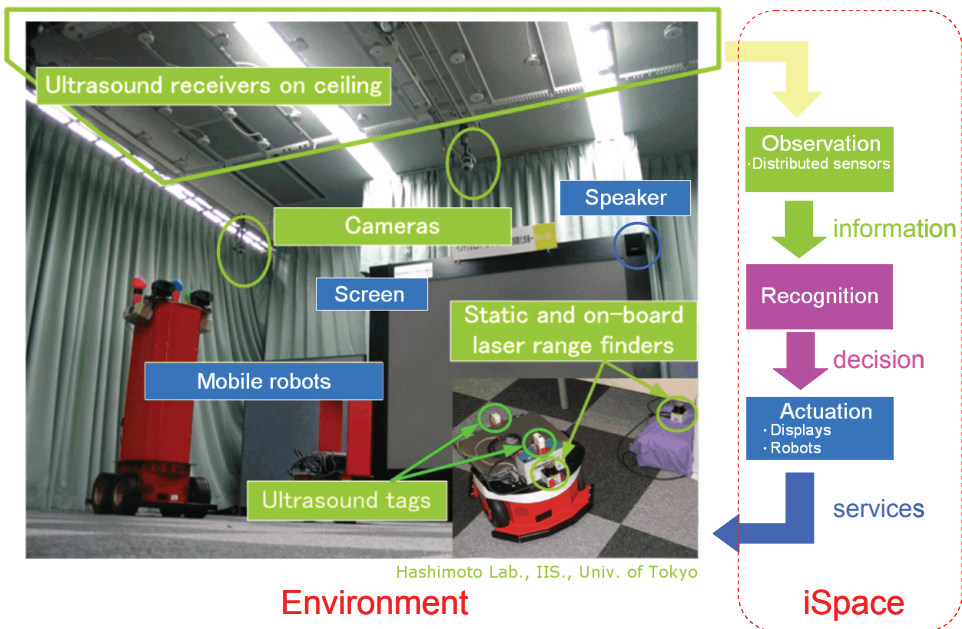 Ultrasound receivers on ceiling
Cameras
Speaker
Screen
Static and on-board
laser range finders
Mobile robots
Ultrasound tags
Hashimoto Lab., IIS., Univ. of Tokyo
Environment
Observation
・Distributed sensors
information
Recognition
decision
Actuation
・Displays
・Robots
services
iSpace